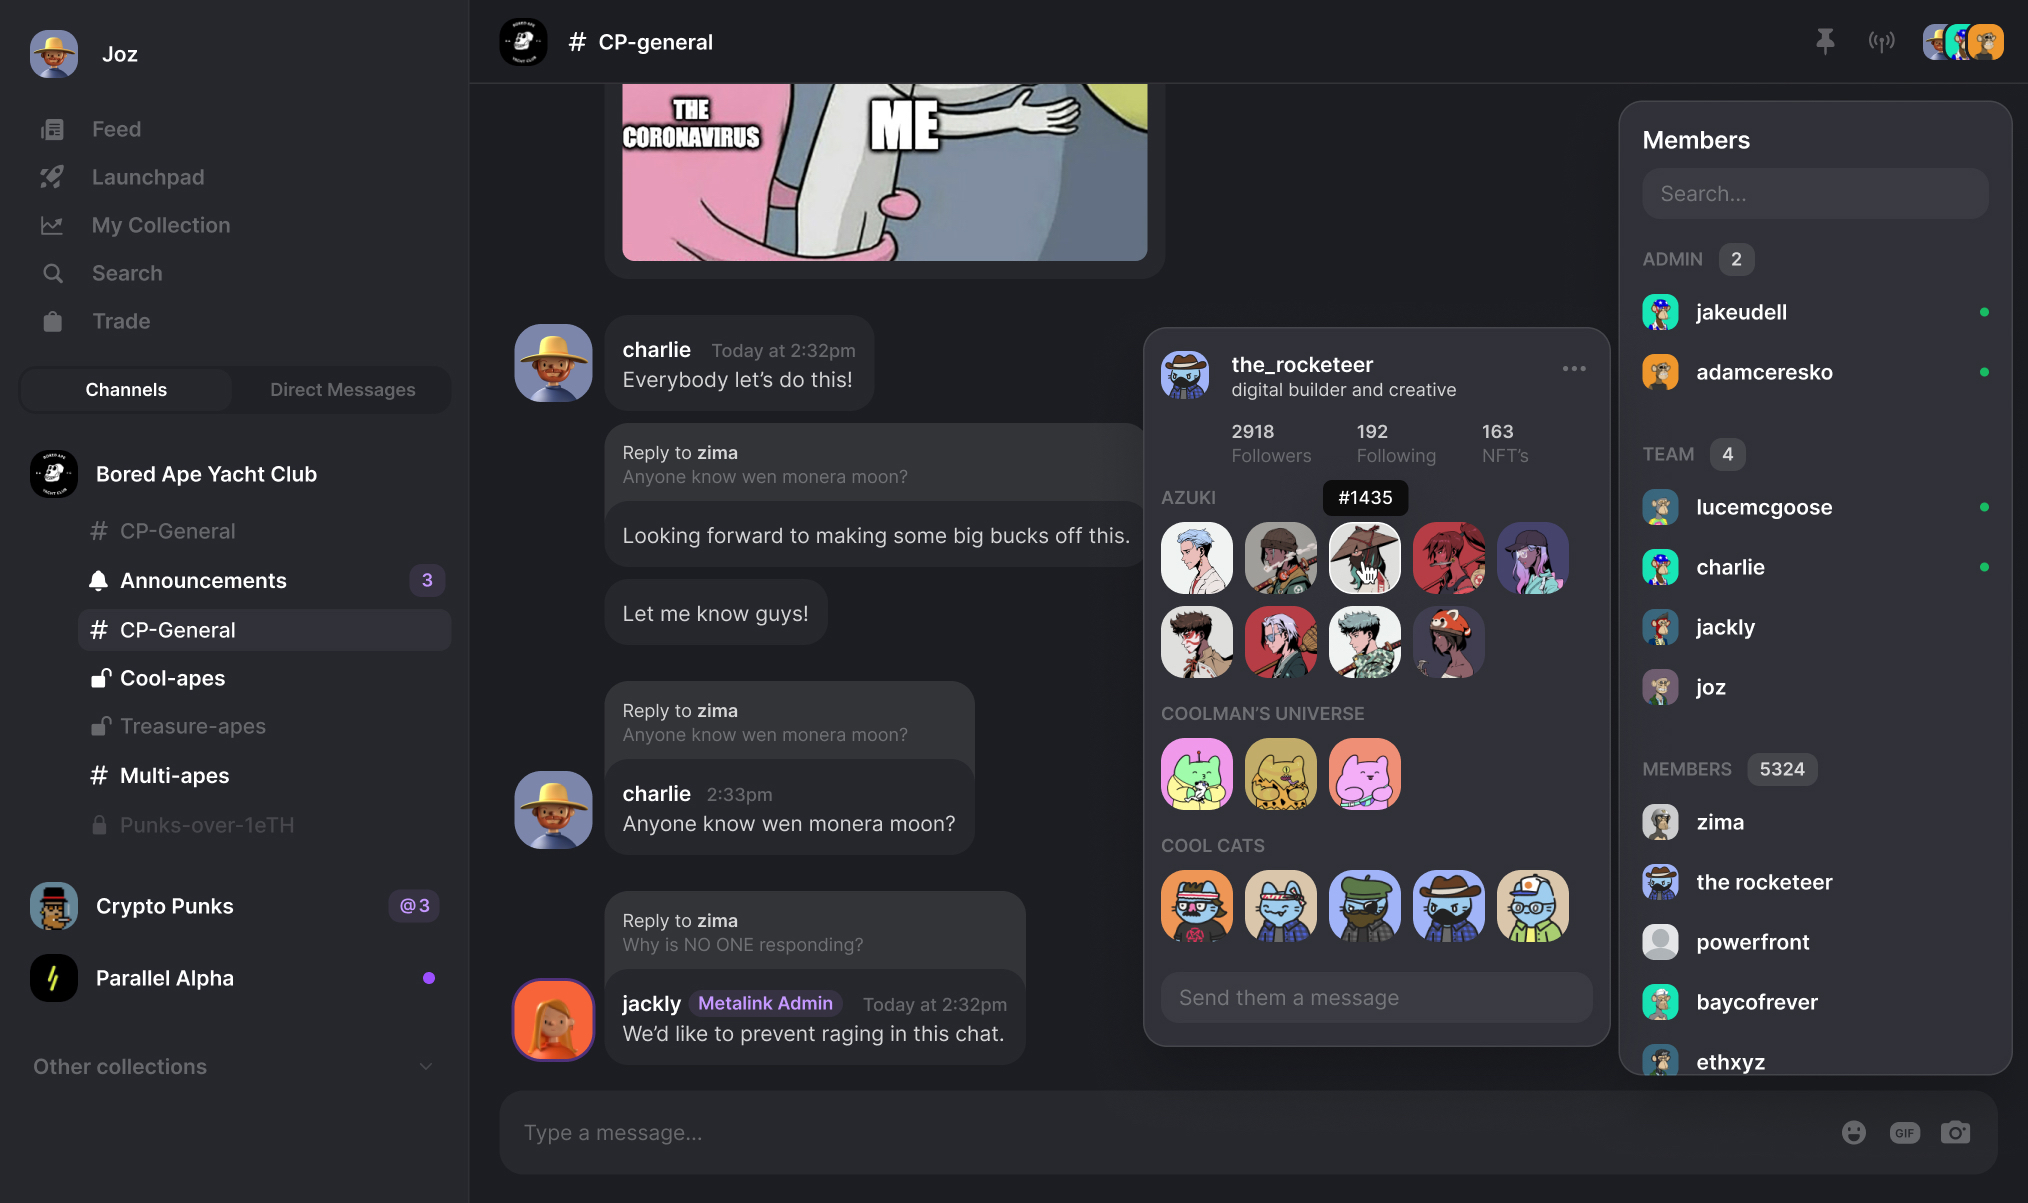 Joz
Feed
Launchpad
My Collection
Search
Trade
Channels
Direct Messages
BORED APE
YACHT CLUB
Bored Ape Yacht Club
# CP-General
Announcements
3
# CP-General
Cool-apes
Treasure-apes
# Multi-apes
Punks-over-1eTH
Crypto Punks
@3
Parallel Alpha
Other collections
BORED APE
YACHT CLUB
# CP-general
THE
CORONAVIRUS
ME
charlie Today at 2:32pm
Everybody let’s do this!
Reply to zima
Anyone know wen monera moon?
Looking forward to making some big bucks off this.
Let me know guys!
Reply to zima
Anyone know wen monera moon?
charlie 2:33pm
Anyone know wen monera moon?
Reply to zima
Why is NO ONE responding?
jackly Metalink Admin Today at 2:32pm
We’d like to prevent raging in this chat.
Type a message...
GIF
the_rocketeer
digital builder and creative
2918 192 163
Followers Following NFT’s
AZUKI
#1435
COOLMAN’S UNIVERSE
COOL CATS
Send them a message
Members
Search...
ADMIN 2
jakeudell
adamceresko
TEAM 4
lucemcgoose
charlie
jackly
joz
MEMBERS 5324
zima
the rocketeer
powerfront
baycofrever
ethxyz